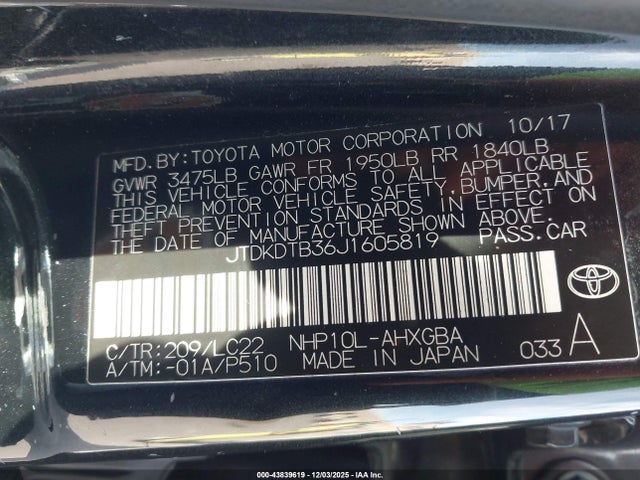 MFD.BY:TOYOTA MOTOR CORPORATION 10/17
GVWR 3475LB GAWR FR 1950LB RR 1840LB
THIS VEHICLE CONFORMS TO ALL APPLICABLE
FEDERAL MOTOR VEHICLE SAFETY,BUMPER,AND
THEFT PREVENTION STANDARDS IN EFFECT ON
THE DATE OF MANUFACTURE SHOWN ABOVE.
JTDKDTB36J1605819 PASS.CAR
C/TR:209/LC22 NHP10L-AHXGBA
A/TM:-01A/P510 MADE IN JAPAN 033 A
000-43839619 - 12/03/2025 - IAA Inc.